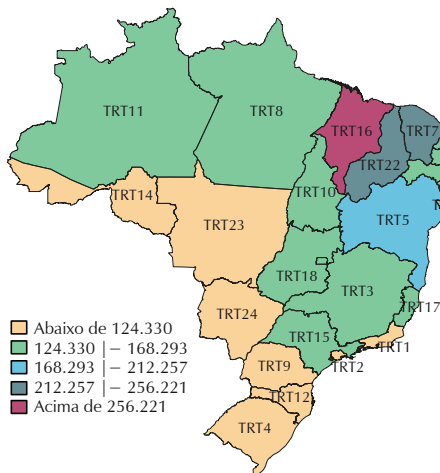 TRT11
TRT8
TRT16
TRT7
TRT22
TRT14
TRT10
TRT5
TRT23
TRT18
TRT3
TRT24
TRT17
TRT15
TRT1
TRT2
TRT9
TRT12
TRT4
Abaixo de 124.330
124.330 |− 168.293
168.293 |− 212.257
212.257 |− 256.221
Acima de 256.221